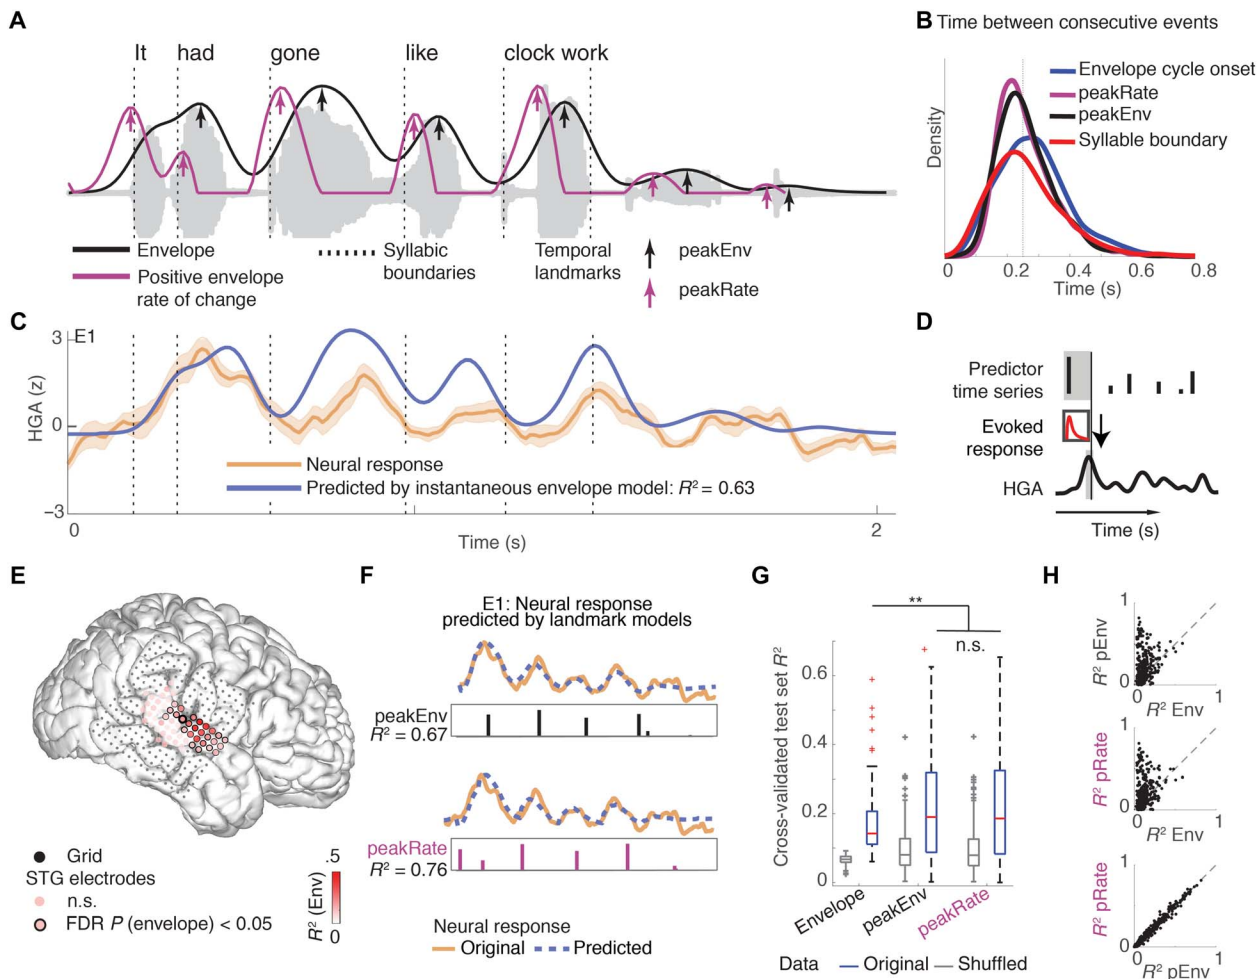 A
It had gone like clock work
Envelope
Positive envelope
rate of change
Syllabic
boundaries
Temporal
landmarks
peakEnv
peakRate
B Time between consecutive events
Density
Envelope cycle onset
peakRate
peakEnv
Syllable boundary
0 0.2 0.4 0.6 0.8
Time (s)
C
3 E1
HGA (z)
0
−3
Neural response
Predicted by instantaneous envelope model: R² = 0.63
0 2
Time (s)
D
Predictor
time series
Evoked
response
HGA
Time (s)
E
Grid
STG electrodes
n.s.
FDR P (envelope) < 0.05
.5
R² (Env)
0
F
E1: Neural response
predicted by landmark models
peakEnv
R² = 0.67
peakRate
R² = 0.76
Neural response
Original Predicted
G
**
n.s.
Cross-validated test set R²
0.6
0.4
0.2
0
Envelope peakEnv peakRate
Data Original Shuffled
H
1
R² pEnv
0
0 1
R² Env
1
R² pRate
0
0 1
R² Env
1
R² pRate
0
0 1
R² pEnv